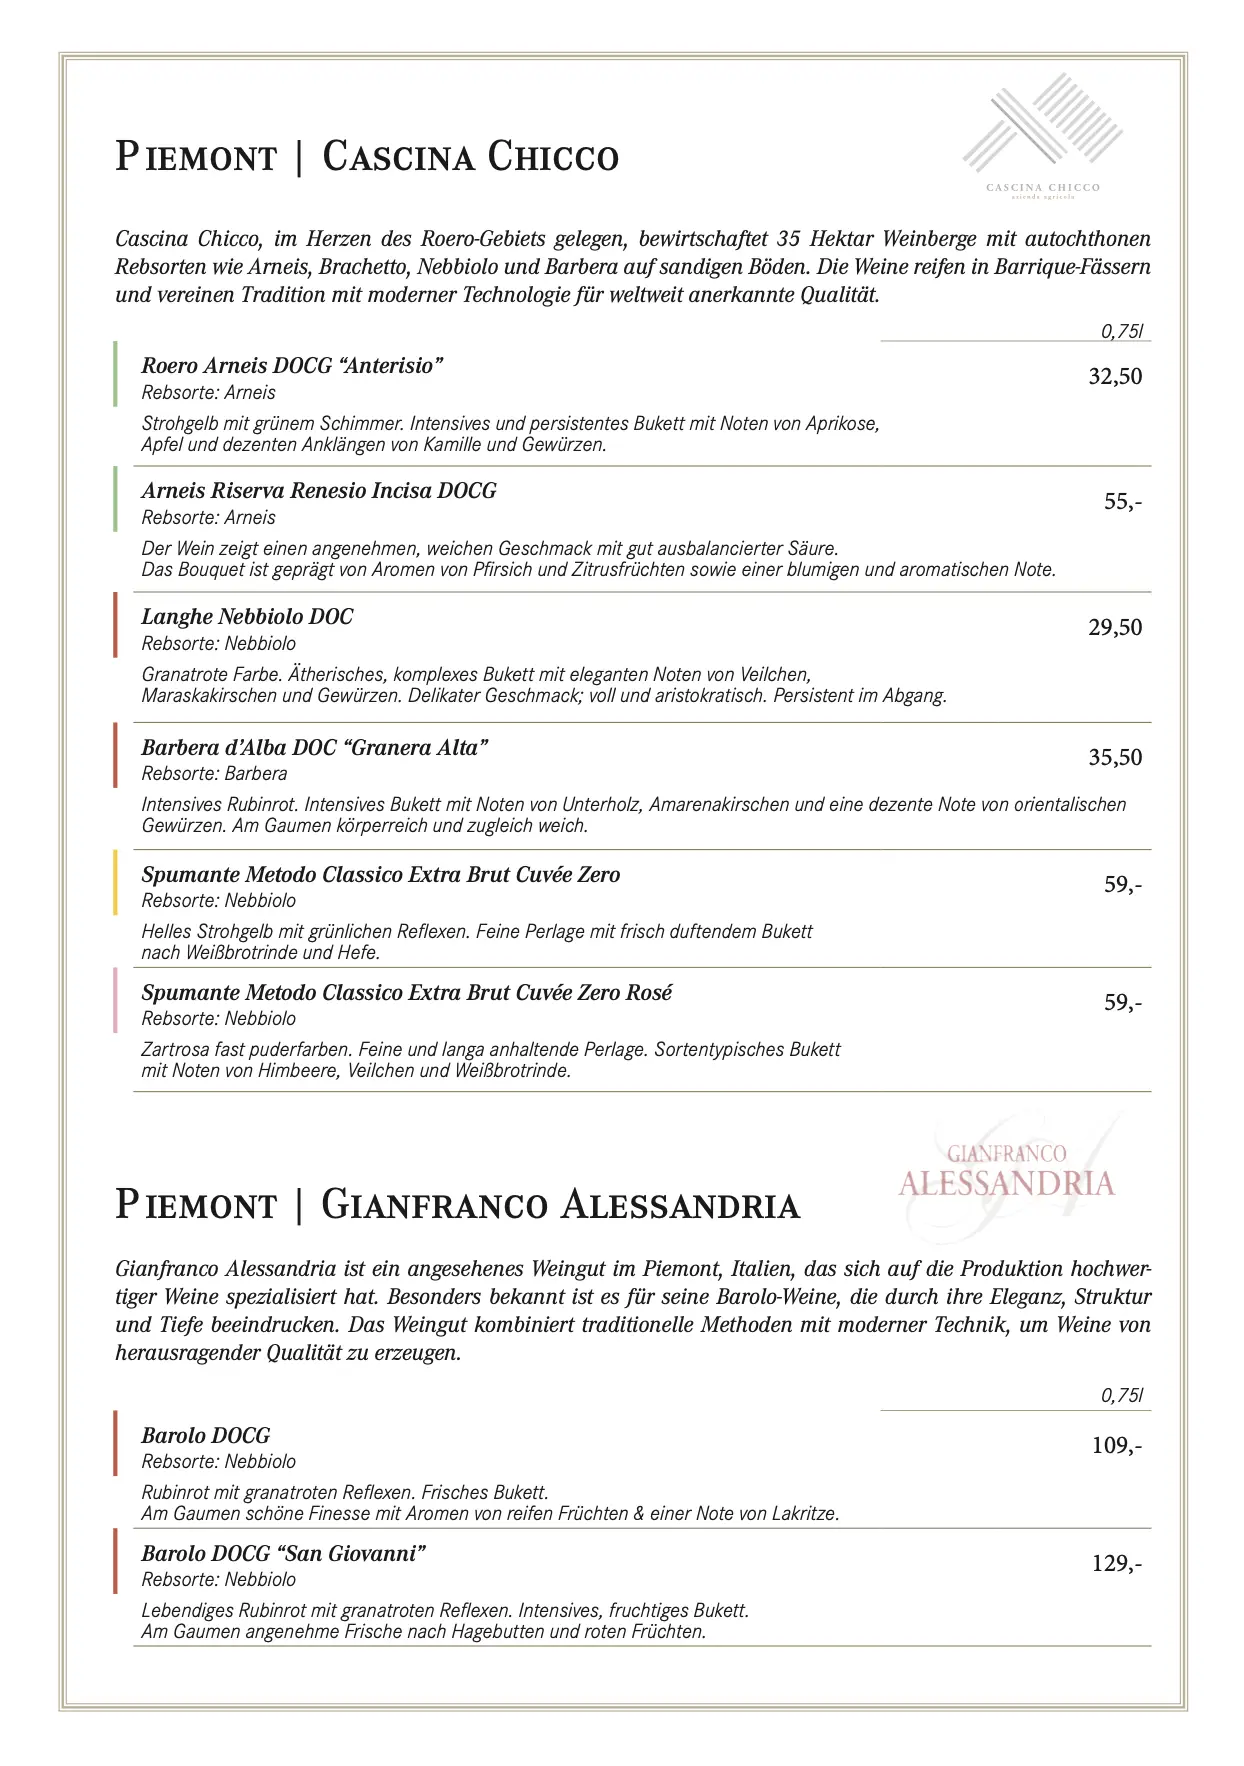 PIEMONT | CASCINA CHICCO
CASCINA CHICCO
azienda agricola
Cascina Chicco, im Herzen des Roero-Gebiets gelegen, bewirtschaftet 35 Hektar Weinberge mit autochthonen
Rebsorten wie Arneis, Brachetto, Nebbiolo und Barbera auf sandigen Böden. Die Weine reifen in Barrique-Fässern
und vereinen Tradition mit moderner Technologie für weltweit anerkannte Qualität.
0,75l
Roero Arneis DOCG “Anterisio” 32,50
Rebsorte: Arneis
Strohgelb mit grünem Schimmer. Intensives und persistentes Bukett mit Noten von Aprikose,
Apfel und dezenten Anklängen von Kamille und Gewürzen.
Arneis Riserva Renesio Incisa DOCG 55,-
Rebsorte: Arneis
Der Wein zeigt einen angenehmen, weichen Geschmack mit gut ausbalancierter Säure.
Das Bouquet ist geprägt von Aromen von Pfirsich und Zitrusfrüchten sowie einer blumigen und aromatischen Note.
Langhe Nebbiolo DOC 29,50
Rebsorte: Nebbiolo
Granatrote Farbe. Ätherisches, komplexes Bukett mit eleganten Noten von Veilchen,
Maraskakirschen und Gewürzen. Delikater Geschmack; voll und aristokratisch. Persistent im Abgang.
Barbera d’Alba DOC “Granera Alta” 35,50
Rebsorte: Barbera
Intensives Rubinrot. Intensives Bukett mit Noten von Unterholz, Amarenakirschen und eine dezente Note von orientalischen
Gewürzen. Am Gaumen körperreich und zugleich weich.
Spumante Metodo Classico Extra Brut Cuvée Zero 59,-
Rebsorte: Nebbiolo
Helles Strohgelb mit grünlichen Reflexen. Feine Perlage mit frisch duftendem Bukett
nach Weißbrotrinde und Hefe.
Spumante Metodo Classico Extra Brut Cuvée Zero Rosé 59,-
Rebsorte: Nebbiolo
Zartrosa fast puderfarben. Feine und langa anhaltende Perlage. Sortentypisches Bukett
mit Noten von Himbeere, Veilchen und Weißbrotrinde.
GIANFRANCO
ALESSANDRIA
PIEMONT | GIANFRANCO ALESSANDRIA
Gianfranco Alessandria ist ein angesehenes Weingut im Piemont, Italien, das sich auf die Produktion hochwer-
tiger Weine spezialisiert hat. Besonders bekannt ist es für seine Barolo-Weine, die durch ihre Eleganz, Struktur
und Tiefe beeindrucken. Das Weingut kombiniert traditionelle Methoden mit moderner Technik, um Weine von
herausragender Qualität zu erzeugen.
0,75l
Barolo DOCG 109,-
Rebsorte: Nebbiolo
Rubinrot mit granatroten Reflexen. Frisches Bukett.
Am Gaumen schöne Finesse mit Aromen von reifen Früchten & einer Note von Lakritze.
Barolo DOCG “San Giovanni” 129,-
Rebsorte: Nebbiolo
Lebendiges Rubinrot mit granatroten Reflexen. Intensives, fruchtiges Bukett.
Am Gaumen angenehme Frische nach Hagebutten und roten Früchten.